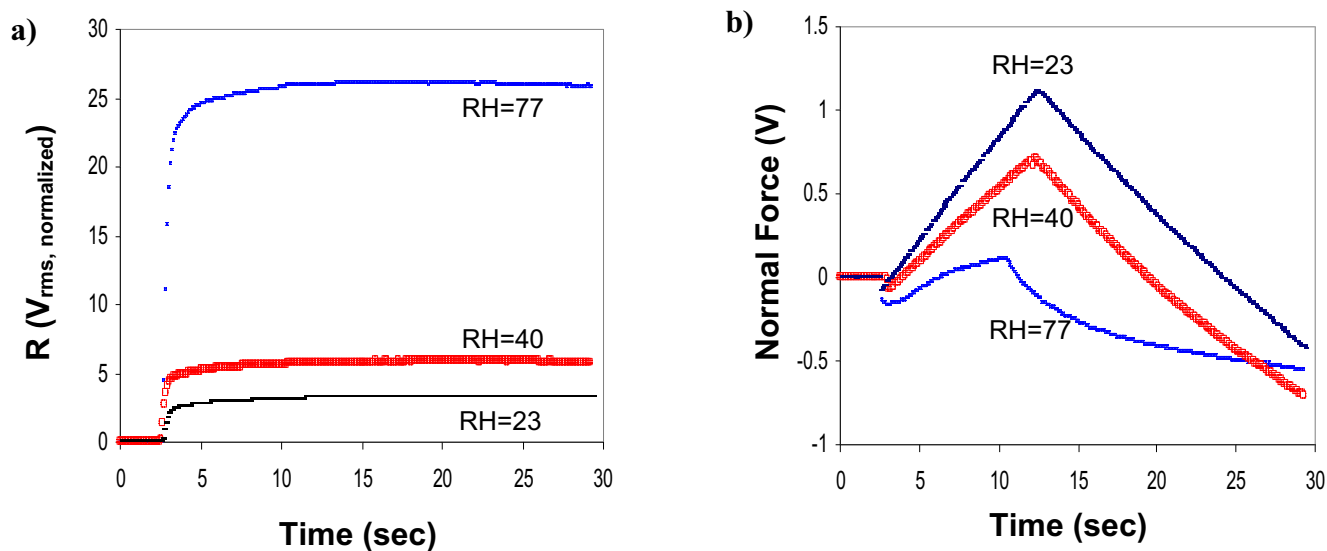 a)
R (Vrms, normalized)
30
25
20
15
10
5
0
RH=77
RH=40
RH=23
0 5 10 15 20 25 30
Time (sec)
b)
Normal Force (V)
1.5
1
0.5
0
-0.5
-1
RH=23
RH=40
RH=77
0 5 10 15 20 25 30
Time (sec)